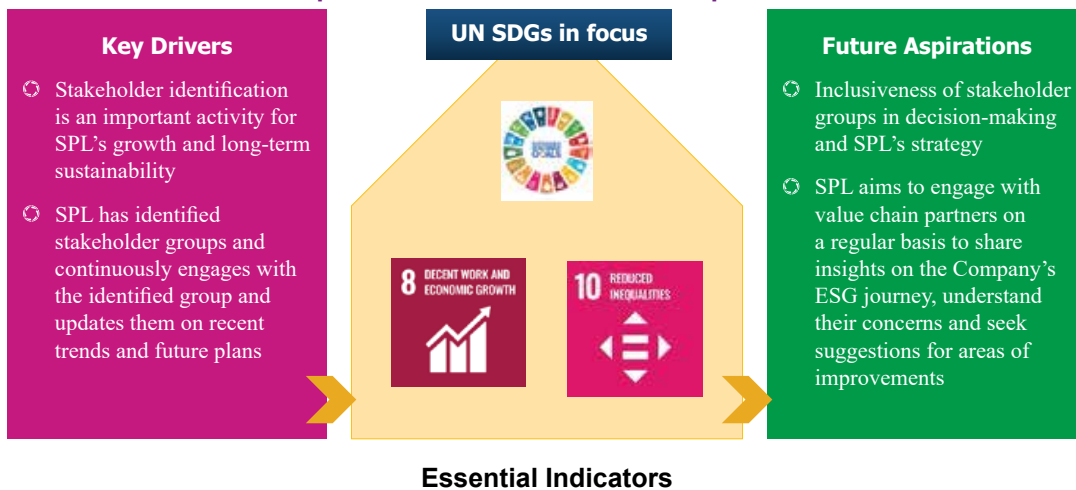 Key Drivers
Stakeholder identification
is an important activity for
SPL's growth and long-term
sustainability
SPL has identified
stakeholder groups and
continuously engages with
the identified group and
updates them on recent
trends and future plans
UN SDGs in focus
8 DECENT WORK AND
ECONOMIC GROWTH
10 REDUCED
INEQUALITIES
Future Aspirations
Inclusiveness of stakeholder
groups in decision-making
and SPL's strategy
SPL aims to engage with
value chain partners on
a regular basis to share
insights on the Company's
ESG journey, understand
their concerns and seek
suggestions for areas of
improvements
Essential Indicators